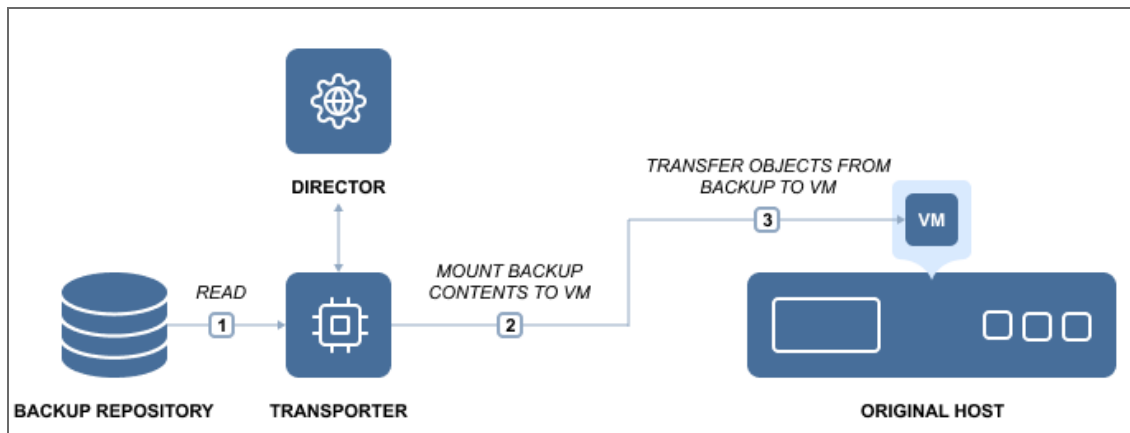 DIRECTOR
TRANSFER OBJECTS FROM
BACKUP TO VM
3
VM
READ
1
MOUNT BACKUP
CONTENTS TO VM
2
BACKUP REPOSITORY
TRANSPORTER
ORIGINAL HOST